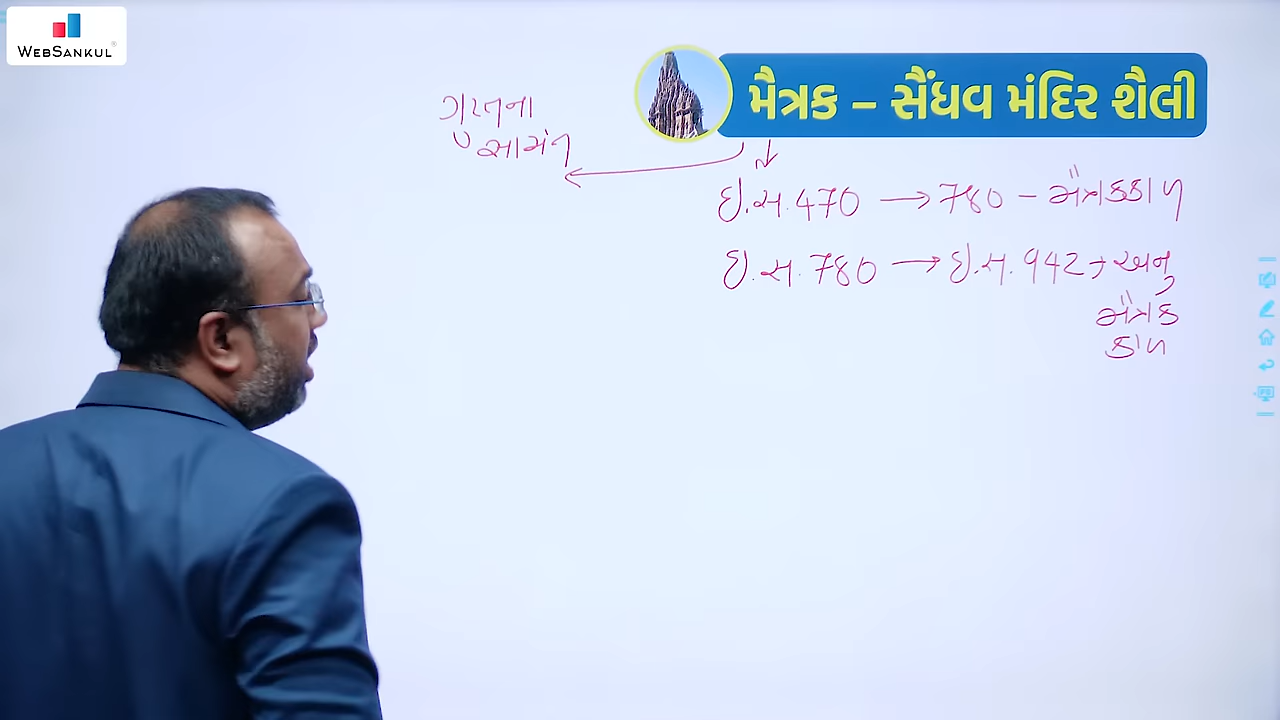 WEBSANKUL
મૈત્રક – સૈંધવ મંદિર શૈલી
ગુપ્તના
સામંત
ઇ.સ. 470 → 780 – મૈત્રકકાળ
ઇ.સ. 780 → ઇ.સ. 942 → અનુ
મૈત્રક
કાળ